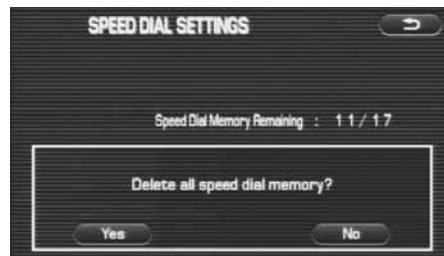 SPEED DIAL SETTINGS
Speed Dial Memory Remaining : 11/17
Delete all speed dial memory?
Yes No